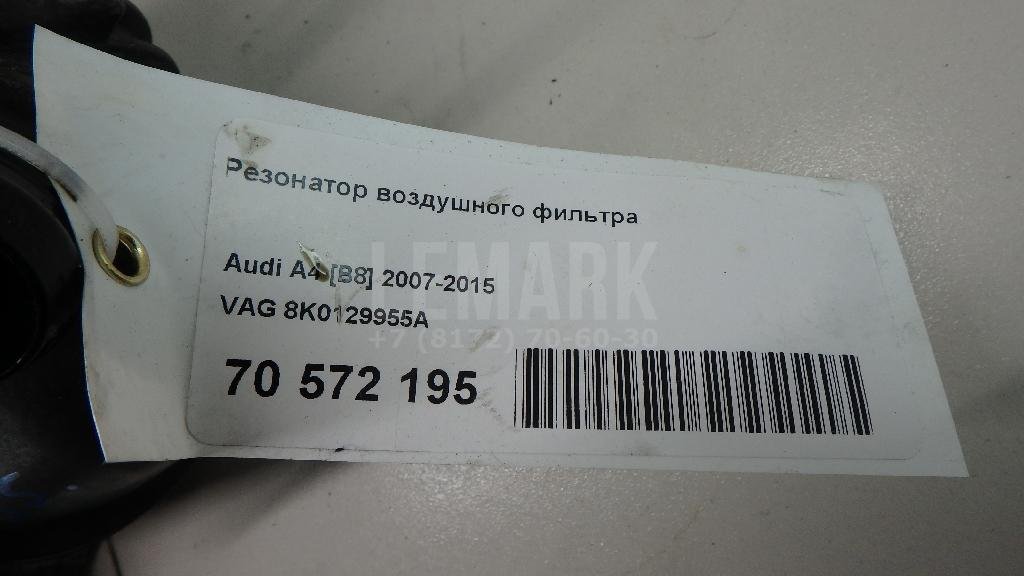 Резонатор воздушного фильтра
Audi A4 [B8] 2007-2015
VAG 8K0129955A
70 572 195
LEMARK
+7 (8172) 70-60-30